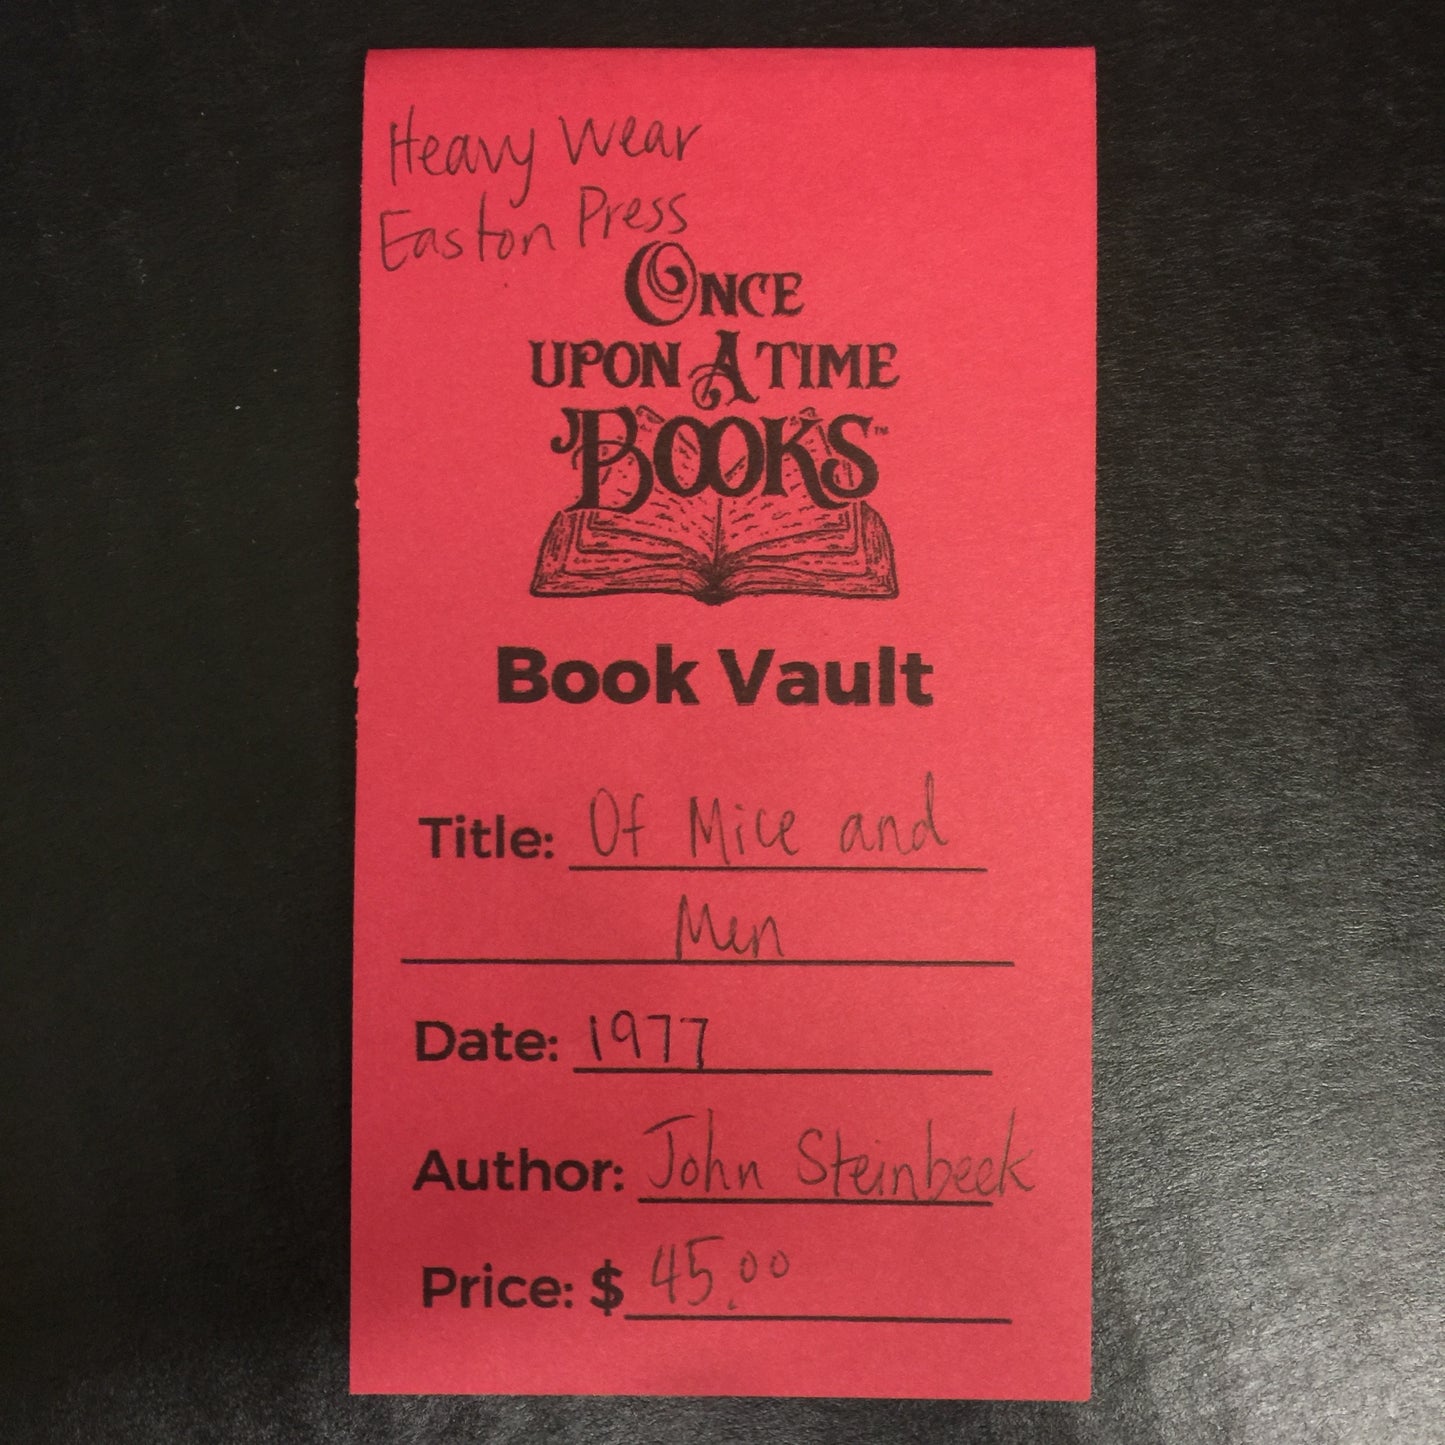 Heavy Wear
Easton Press
ONCE
UPON A TIME
BOOKS™
Book Vault
Title: Of Mice and
Men
Date: 1977
Author: John Steinbeek
Price: $ 45.00